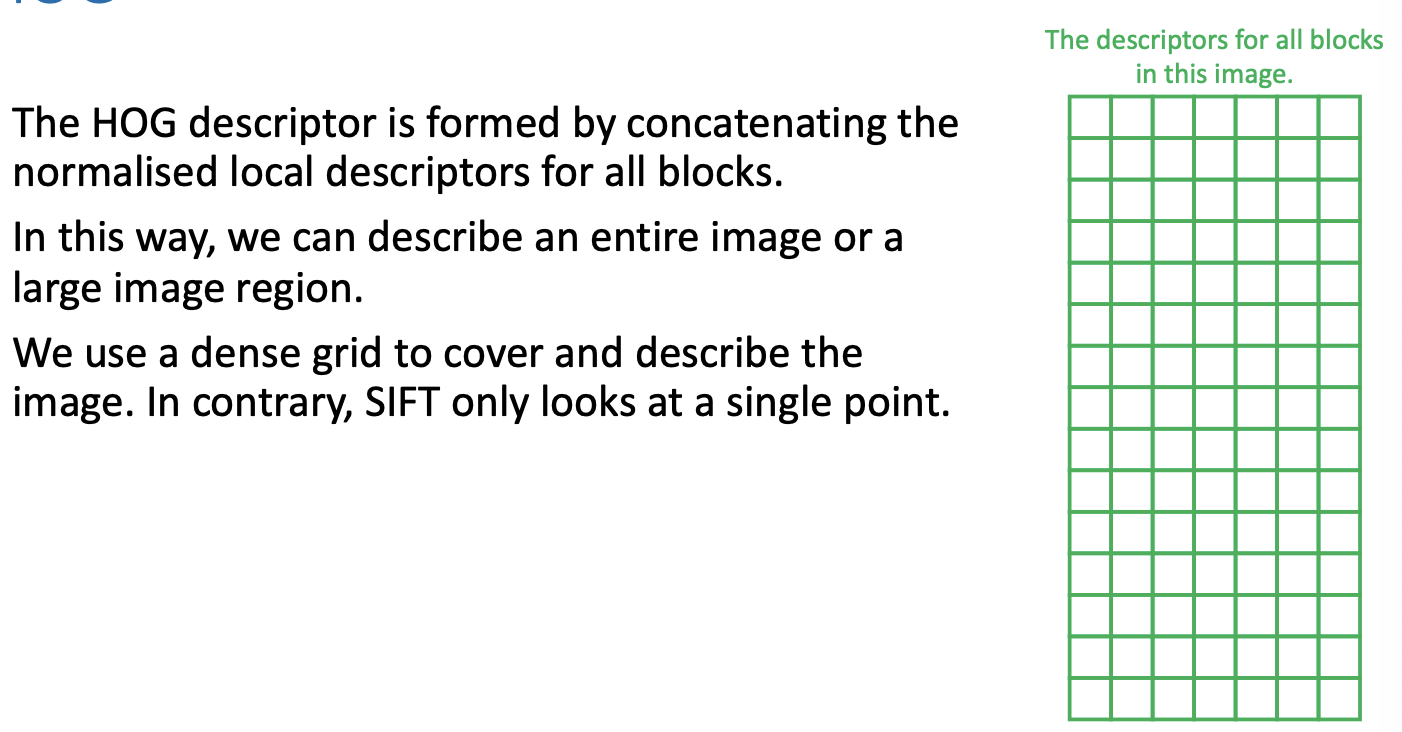 The descriptors for all blocks
in this image.
The HOG descriptor is formed by concatenating the
normalised local descriptors for all blocks.
In this way, we can describe an entire image or a
large image region.
We use a dense grid to cover and describe the
image. In contrary, SIFT only looks at a single point.